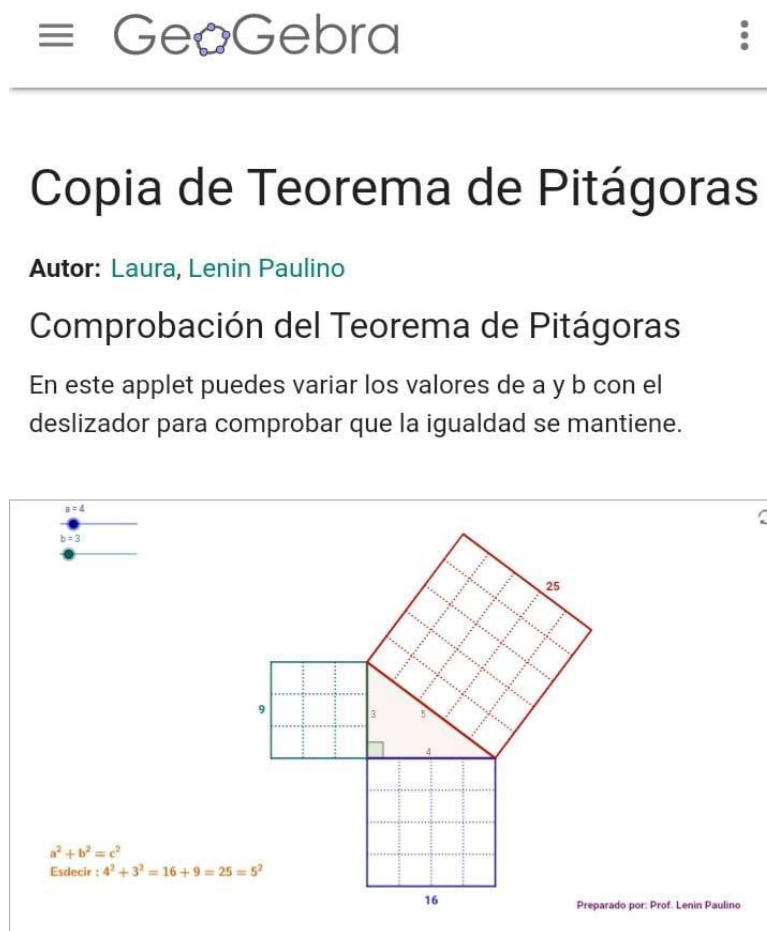 GeoGebra
Copia de Teorema de Pitágoras
Autor: Laura, Lenin Paulino
Comprobación del Teorema de Pitágoras
En este applet puedes variar los valores de a y b con el
deslizador para comprobar que la igualdad se mantiene.
a = 4
b = 3
25
9
3
5
4
a² + b² = c²
Esdecir : 4² + 3² = 16 + 9 = 25 = 5²
16
Preparado por: Prof. Lenin Paulino